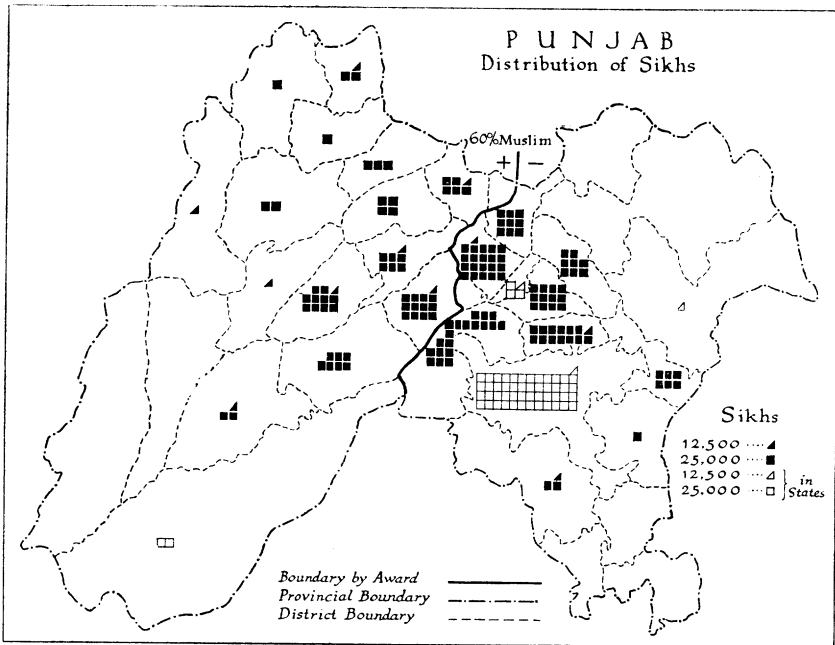 PUNJAB
Distribution of Sikhs
60% Muslim
+ −
Sikhs
12,500 ····
25,000 ····
12,500 ···
25.000 ···
in
States
Boundary by Award
Provincial Boundary
District Boundary